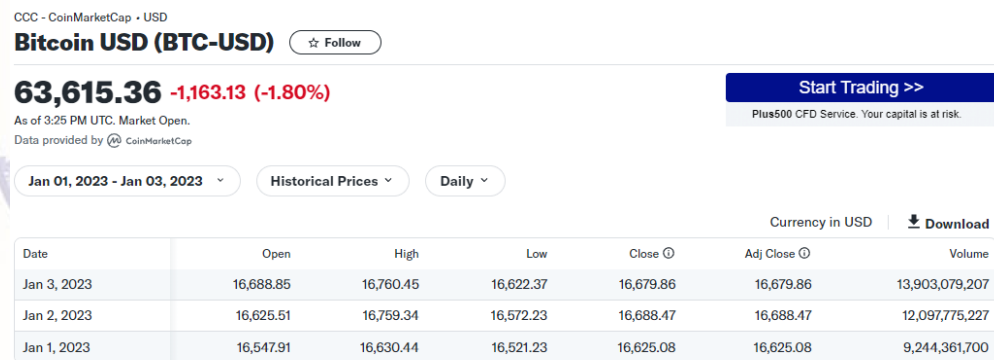 CCC - CoinMarketCap • USD
Bitcoin USD (BTC-USD) ☆ Follow
63,615.36 -1,163.13 (-1.80%)
As of 3:25 PM UTC. Market Open.
Data provided by CoinMarketCap
Start Trading >>
Plus500 CFD Service. Your capital is at risk.
Jan 01, 2023 - Jan 03, 2023 Historical Prices Daily
Currency in USD Download
Date Open High Low Close Adj Close Volume
Jan 3, 2023 16,688.85 16,760.45 16,622.37 16,679.86 16,679.86 13,903,079,207
Jan 2, 2023 16,625.51 16,759.34 16,572.23 16,688.47 16,688.47 12,097,775,227
Jan 1, 2023 16,547.91 16,630.44 16,521.23 16,625.08 16,625.08 9,244,361,700